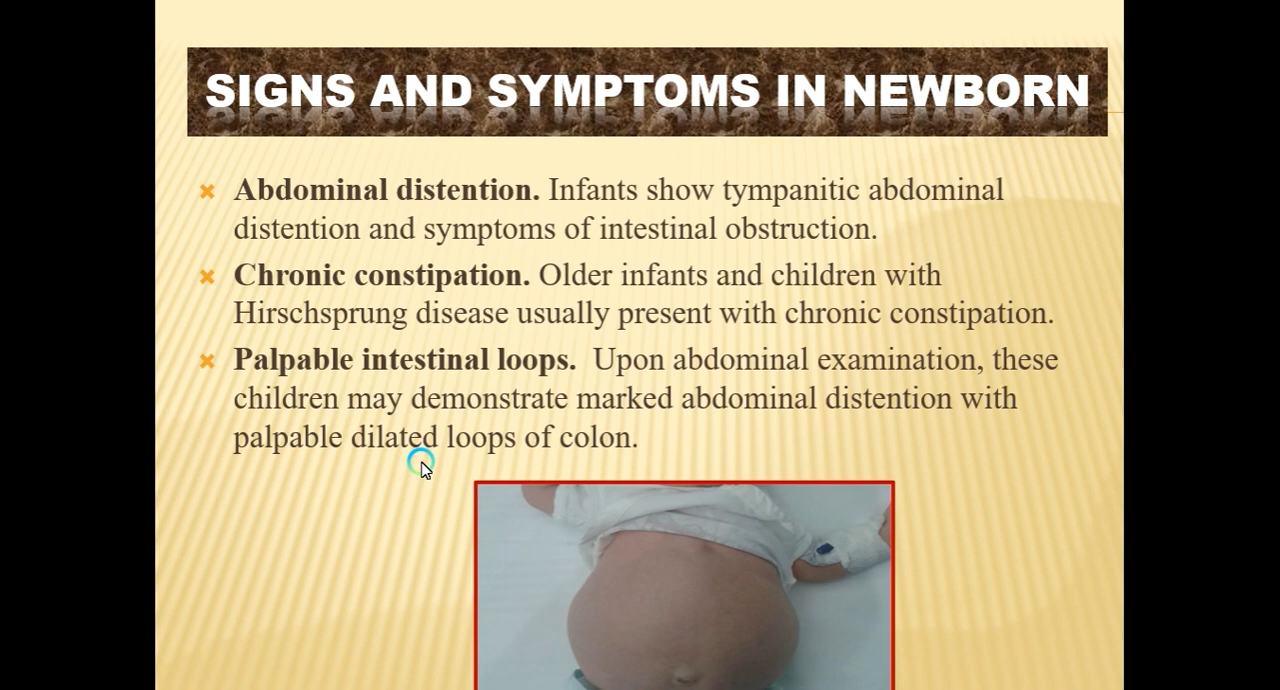 SIGNS AND SYMPTOMS IN NEWBORN
Abdominal distention. Infants show tympanitic abdominal
distention and symptoms of intestinal obstruction.
Chronic constipation. Older infants and children with
Hirschsprung disease usually present with chronic constipation.
Palpable intestinal loops. Upon abdominal examination, these
children may demonstrate marked abdominal distention with
palpable dilated loops of colon.